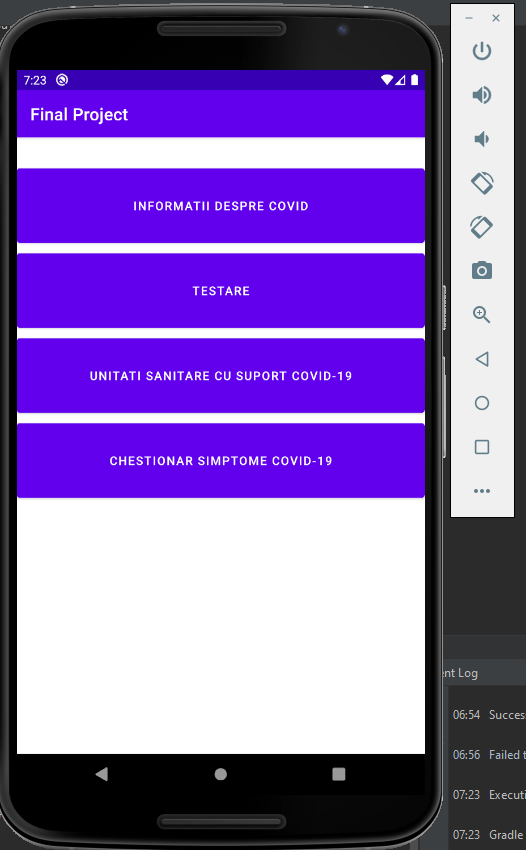 7:23
Final Project
INFORMATII DESPRE COVID
TESTARE
UNITATI SANITARE CU SUPORT COVID-19
CHESTIONAR SIMPTOME COVID-19
nt Log
06:54 Succes
06:56 Failed t
07:23 Executi
07:23 Gradle